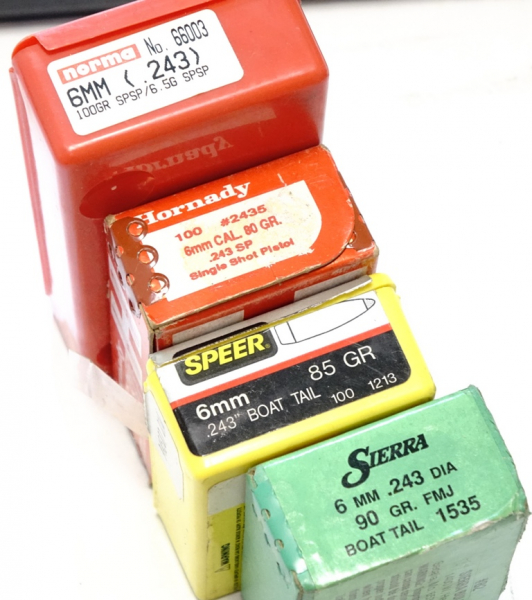 norma No. 66003
6MM (.243)
100GR SPSP/6.5G SPSP
Hornady
Hornady
100 #2435
6mm CAL. 80 GR.
.243 SP
Single Shot Pistol
SPEER
85 GR
6mm
.243" BOAT TAIL 100 1213
SIERRA
6 MM .243 DIA
90 GR. FMJ
BOAT TAIL 1535